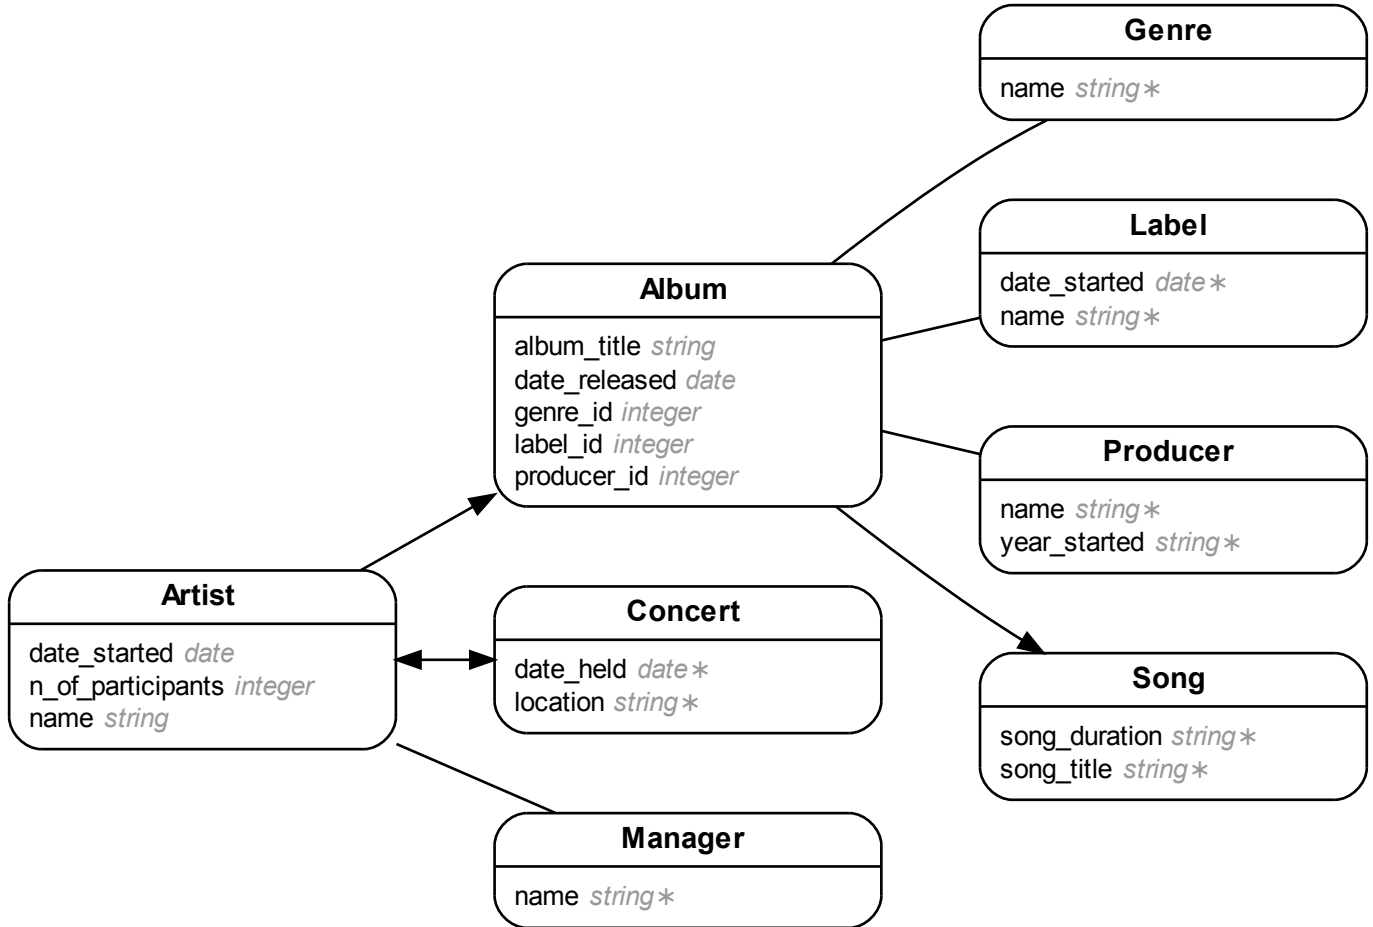 Genre
name string*
Label
date_started date*
name string*
Album
album_title string
date_released date
genre_id integer
label_id integer
producer_id integer
Producer
name string*
year_started string*
Artist
date_started date
n_of_participants integer
name string
Concert
date_held date*
location string*
Song
song_duration string*
song_title string*
Manager
name string*